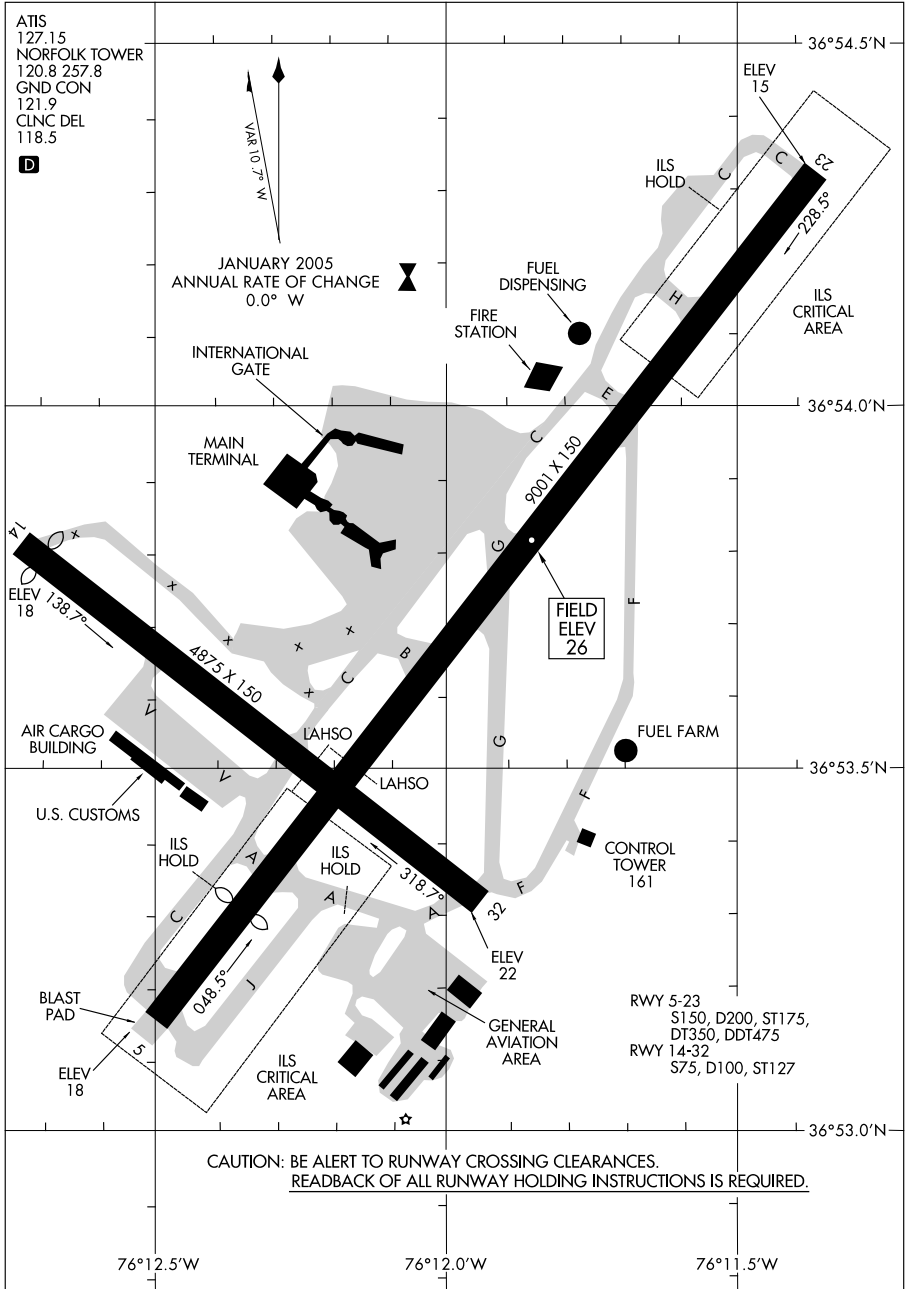 ATIS
127.15
NORFOLK TOWER
120.8 257.8
GND CON
121.9
CLNC DEL
118.5
D
VAR 10.7° W
JANUARY 2005
ANNUAL RATE OF CHANGE
0.0° W
36°54.5'N
ELEV
15
23
228.5°
C
C
ILS
HOLD
H
ILS
CRITICAL
AREA
FUEL
DISPENSING
FIRE
STATION
INTERNATIONAL
GATE
MAIN
TERMINAL
E
36°54.0'N
C
9001 X 150
G
14
x
x
x
x
x
x
ELEV
18
138.7°
4875 X 150
FIELD
ELEV
26
F
C
B
V
AIR CARGO
BUILDING
U.S. CUSTOMS
V
LAHSO
LAHSO
G
FUEL FARM
36°53.5'N
F
ILS
HOLD
A
ILS
HOLD
318.7°
CONTROL
TOWER
161
C
A
A
F
32
048.5°
J
ELEV
22
BLAST
PAD
5
ELEV
18
ILS
CRITICAL
AREA
GENERAL
AVIATION
AREA
RWY 5-23
S150, D200, ST175,
DT350, DDT475
RWY 14-32
S75, D100, ST127
36°53.0'N
CAUTION: BE ALERT TO RUNWAY CROSSING CLEARANCES.
READBACK OF ALL RUNWAY HOLDING INSTRUCTIONS IS REQUIRED.
76°12.5'W
76°12.0'W
76°11.5'W